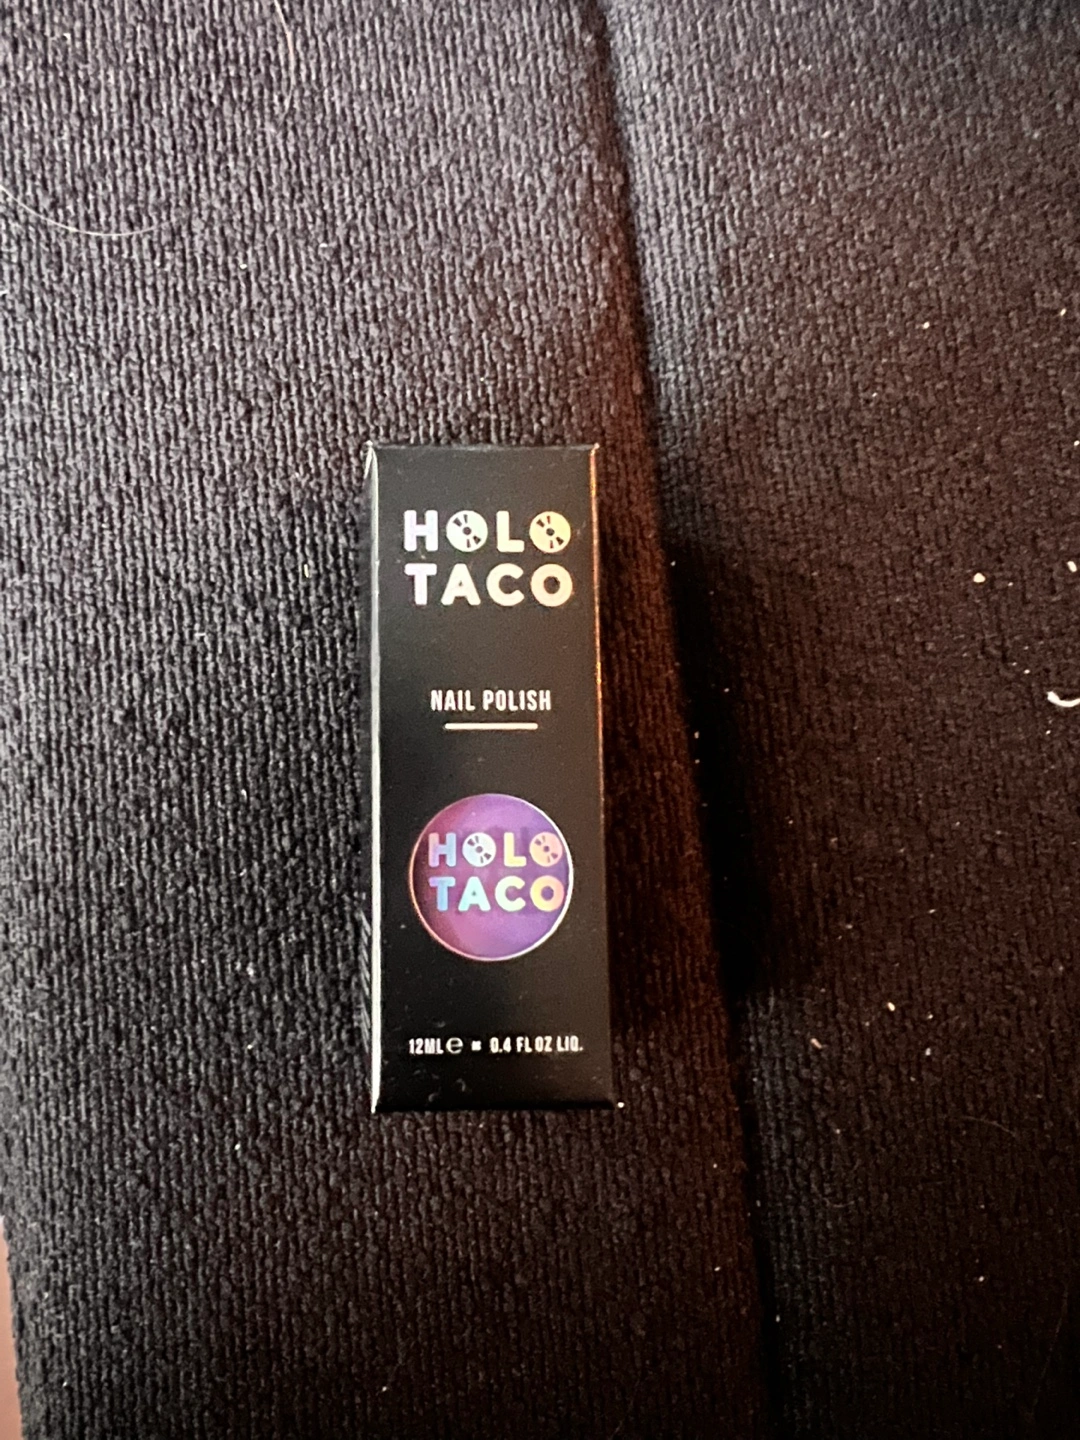 HOLO
TACO
NAIL POLISH
HOLO
TACO
12ML e = 0.4 FL OZ LIQ.